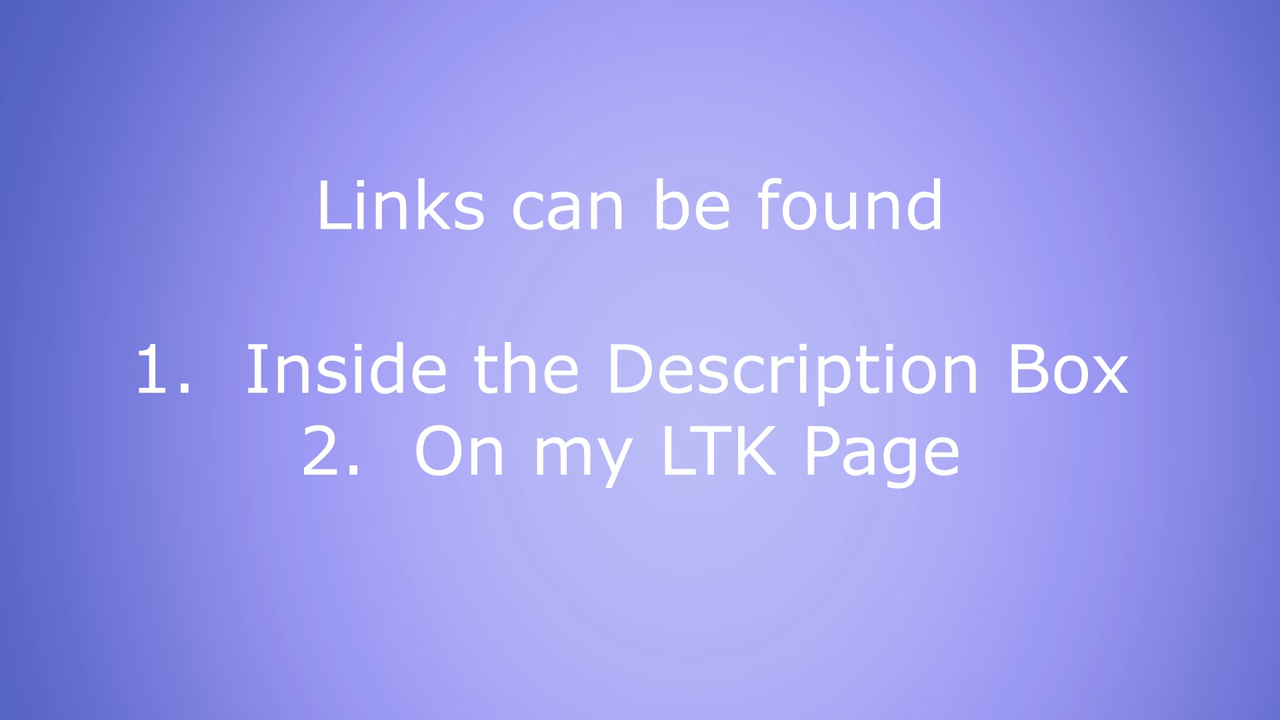 Links can be found
1. Inside the Description Box
2. On my LTK Page